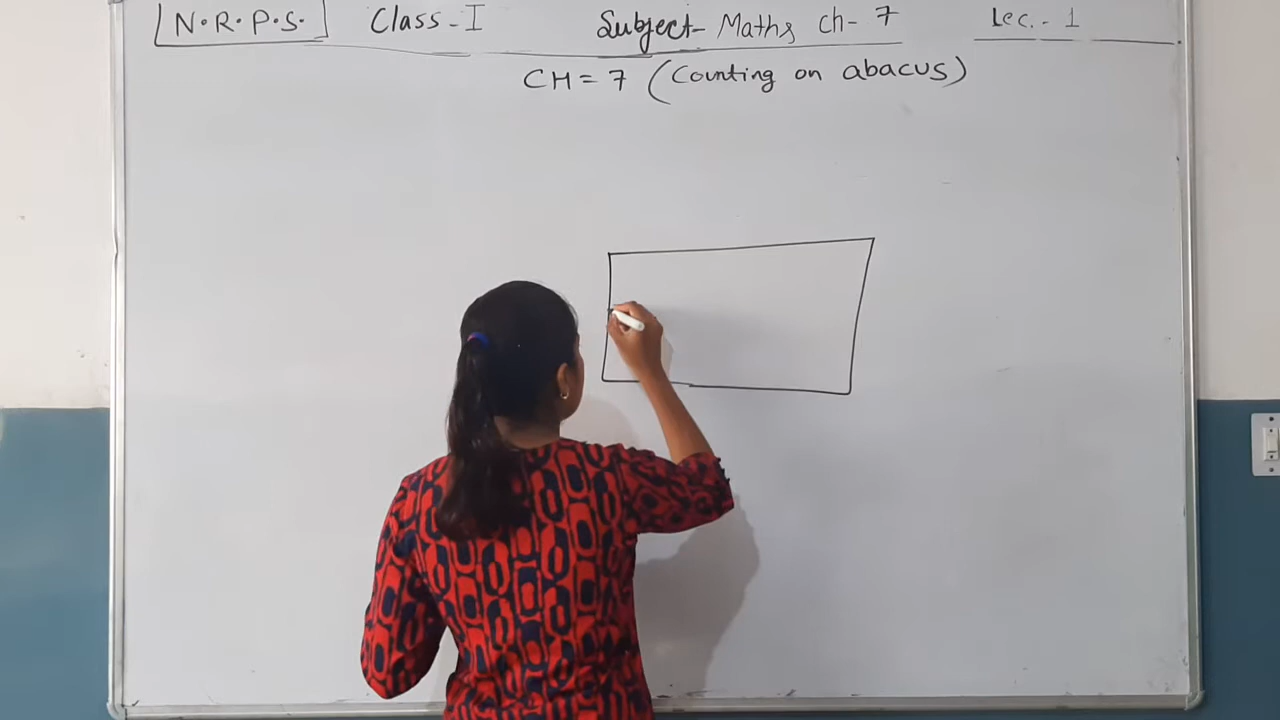 N.R.P.S. Class-I Subject- Maths ch- 7 Lec.- 1
CH = 7 (Counting on abacus)